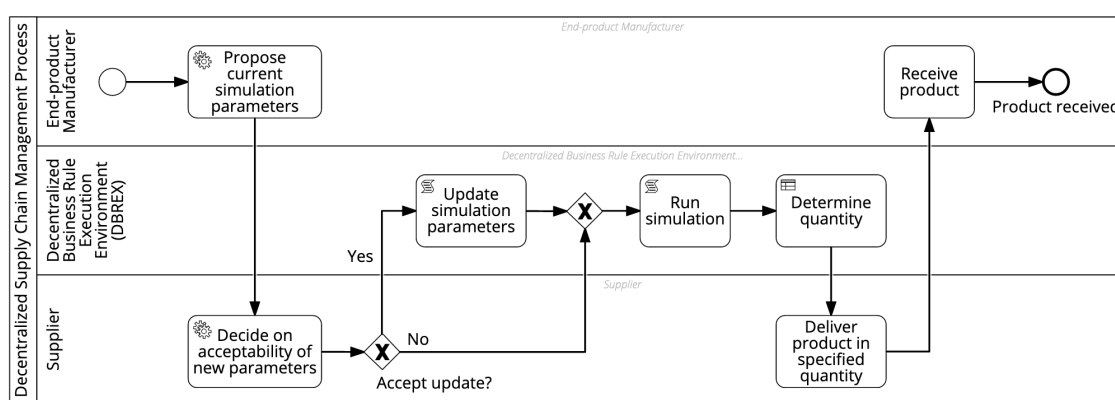 Decentralized Supply Chain Management Process
End-product
Manufacturer
End-product Manufacturer
Propose
current
simulation
parameters
Receive
product
Product received
Decentralized
Business Rule
Execution
Environment
(DBREX)
Decentralized Business Rule Execution Environment...
Update
simulation
parameters
Run
simulation
Determine
quantity
Yes
Supplier
Supplier
Decide on
acceptability of
new parameters
No
Accept update?
Deliver
product in
specified
quantity